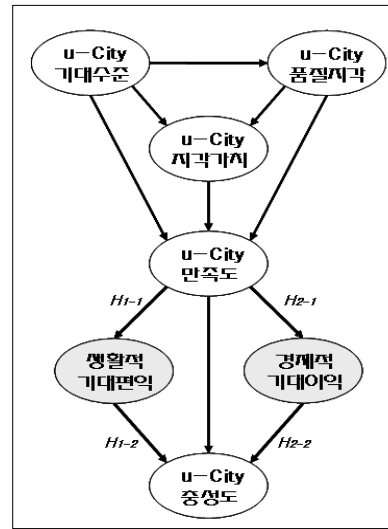 u-City
기대수준
u-City
품질지각
u-City
지각가치
u-City
만족도
H1-1
H2-1
생활적
기대편익
경제적
기대이익
H1-2
H2-2
u-City
충성도